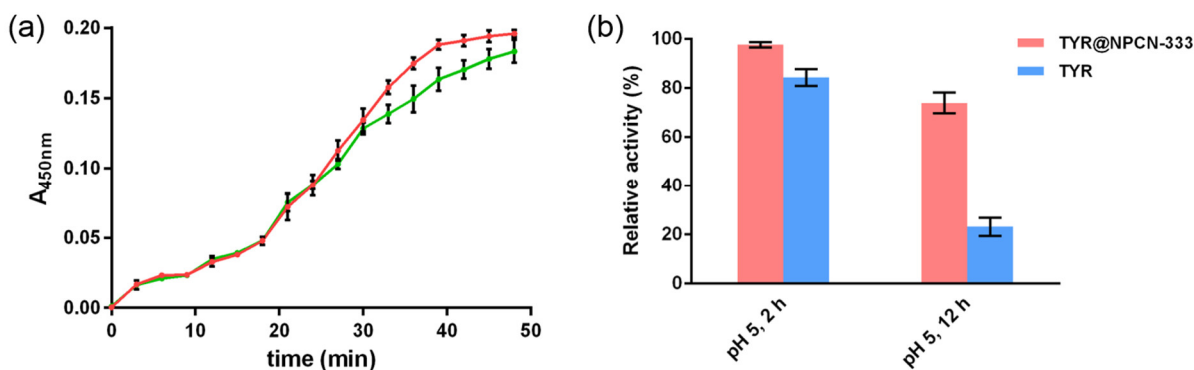 (a)
0.20
0.15
0.10
0.05
0.00
A450nm
0
10
20
30
40
50
time (min)
(b)
100
80
60
40
20
0
Relative activity (%)
pH 5, 2 h
pH 5, 12 h
TYR@NPCN-333
TYR